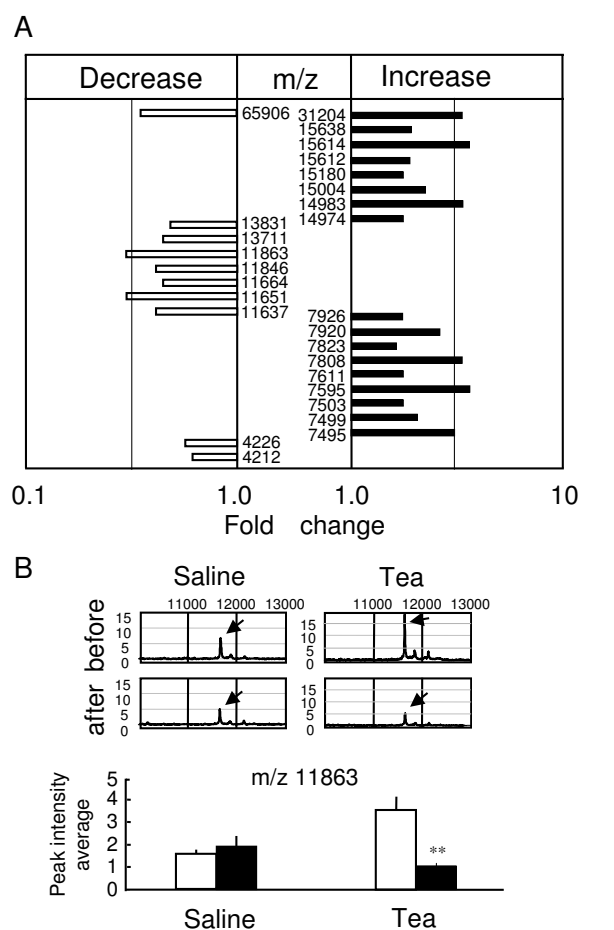 A
Decrease m/z Increase
65906 31204
15638
15614
15612
15180
15004
14983
13831 14974
13711
11863
11846
11664
11651
11637 7926
7920
7823
7808
7611
7595
7503
7499
4226 7495
4212
0.1 1.0 1.0 10
Fold change
B
Saline Tea
11000 12000 13000 11000 12000 13000
before 15 10 5 0 15 10 5 0
after 15 10 5 0 15 10 5 0
m/z 11863
Peak intensity
average
5
4
3
2
1
0
**
Saline Tea